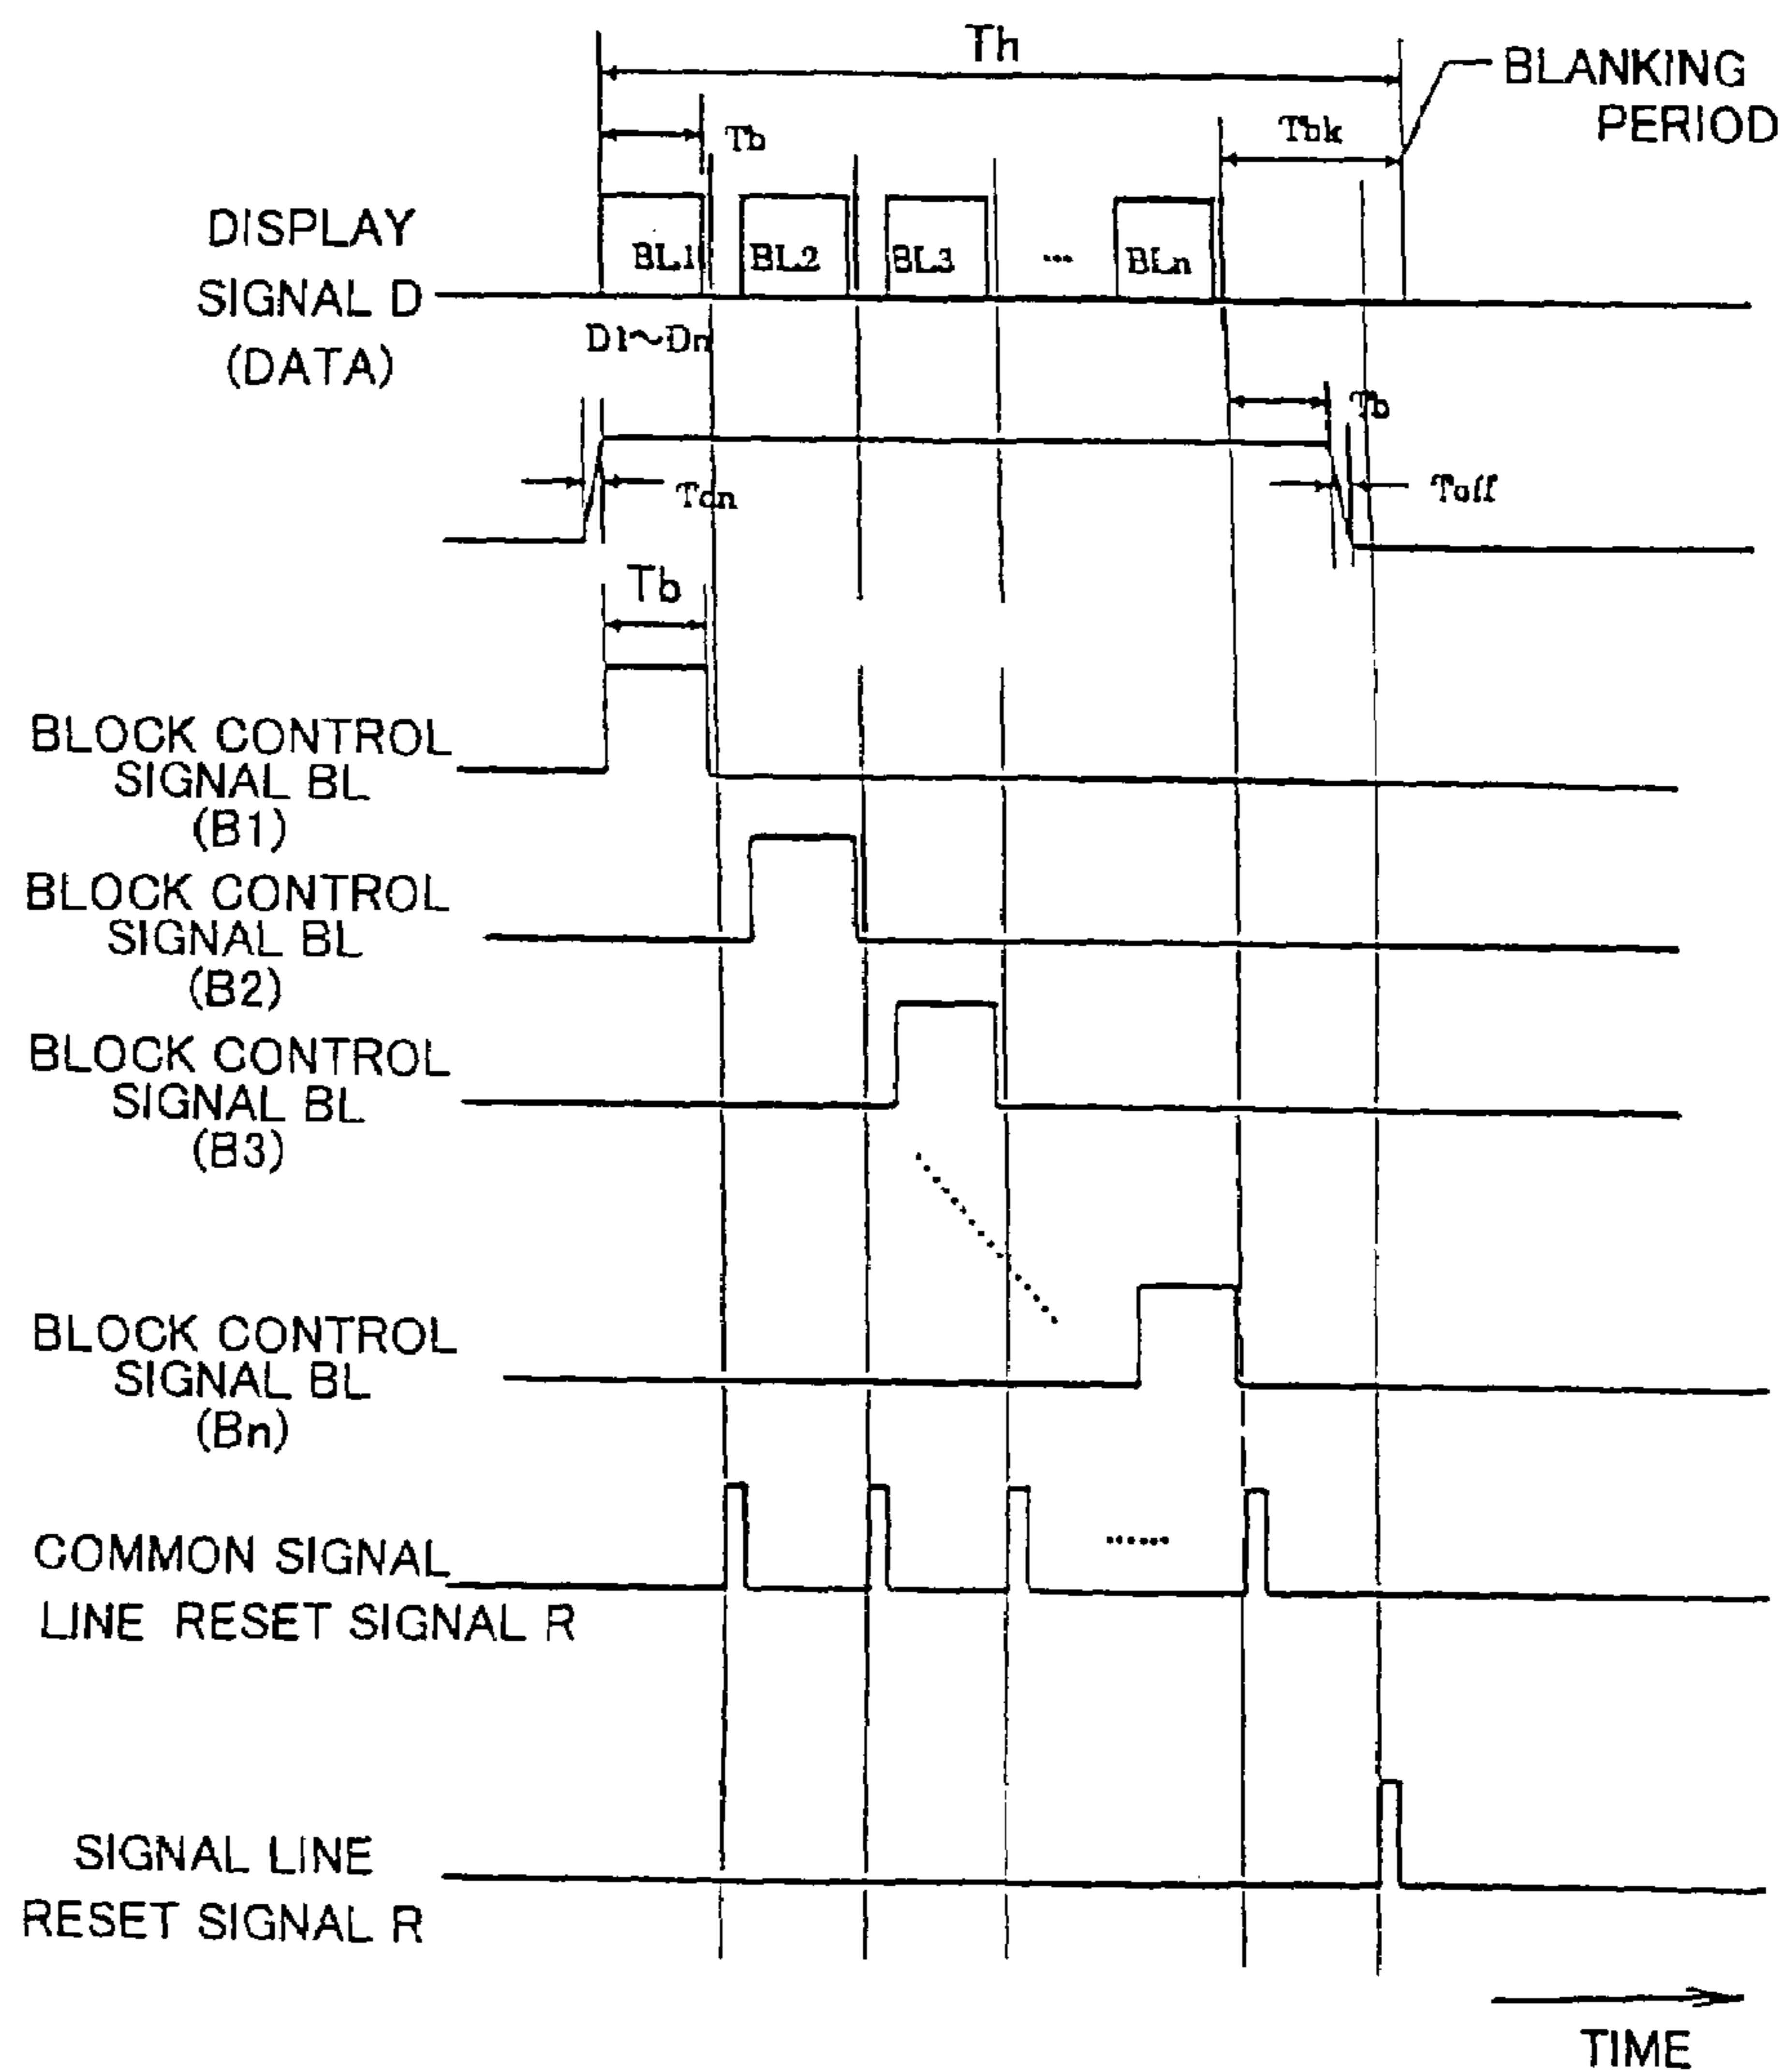 Th
BLANKING
PERIOD
Tb
Tbk
DISPLAY
SIGNAL D
(DATA)
BL1
BL2
BL3
...
BLn
D1~Dn
Tb
Ton
Toff
Tb
BLOCK CONTROL
SIGNAL BL
(B1)
BLOCK CONTROL
SIGNAL BL
(B2)
BLOCK CONTROL
SIGNAL BL
(B3)
BLOCK CONTROL
SIGNAL BL
(Bn)
COMMON SIGNAL
LINE RESET SIGNAL R
SIGNAL LINE
RESET SIGNAL R
TIME